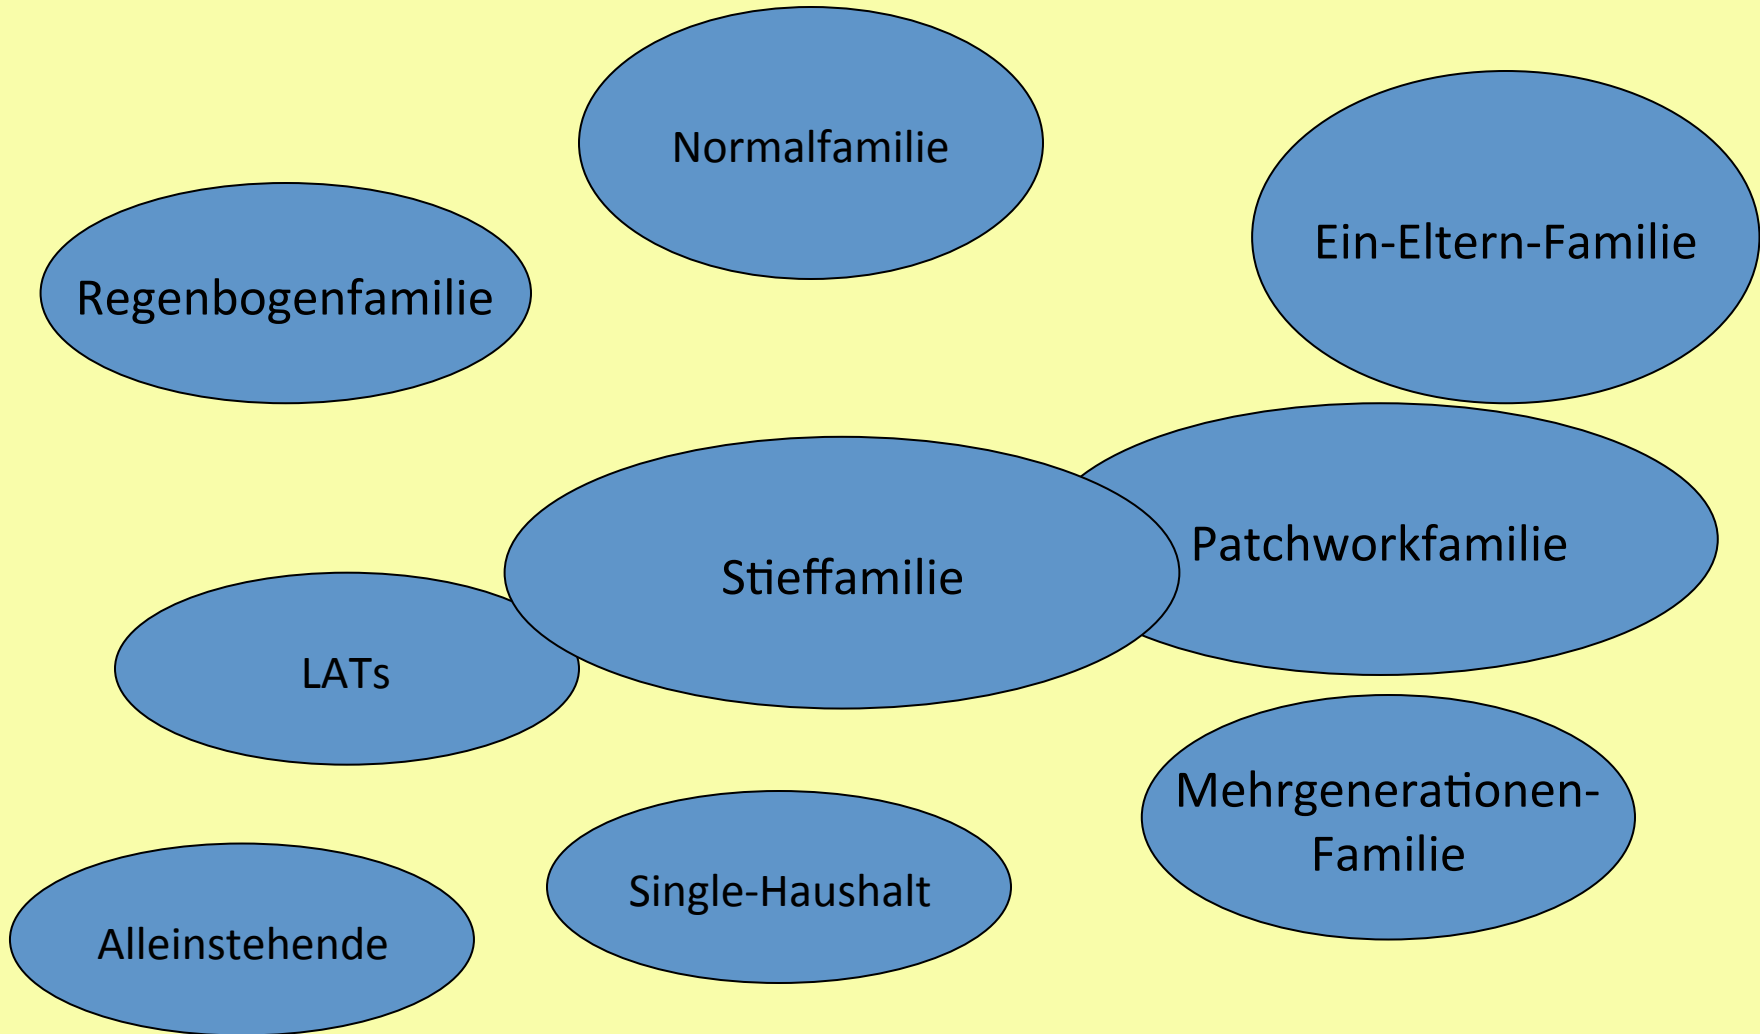 Normalfamilie
Ein-Eltern-Familie
Regenbogenfamilie
Patchworkfamilie
Stieffamilie
LATs
Mehrgenerationen-
Familie
Single-Haushalt
Alleinstehende